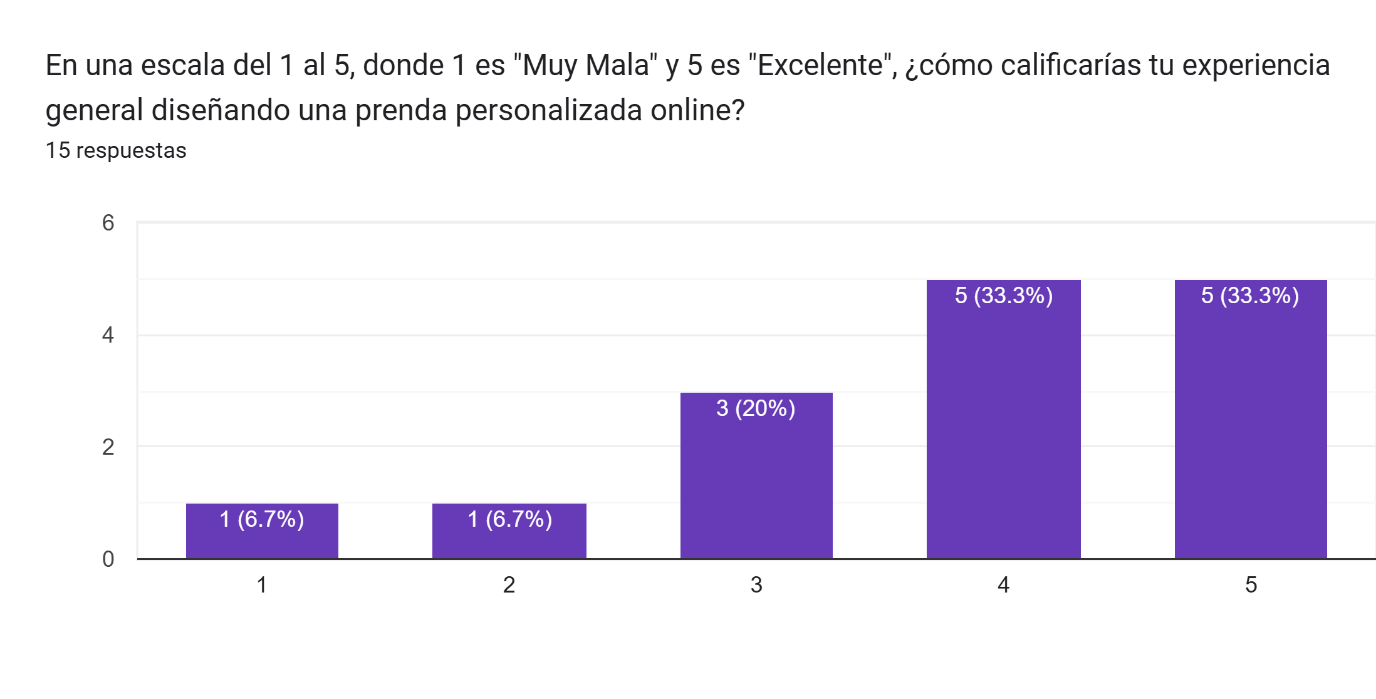 En una escala del 1 al 5, donde 1 es "Muy Mala" y 5 es "Excelente", ¿cómo calificarías tu experiencia
general diseñando una prenda personalizada online?
15 respuestas
6
5 (33.3%) 5 (33.3%)
4
3 (20%)
2
1 (6.7%) 1 (6.7%)
0
1 2 3 4 5